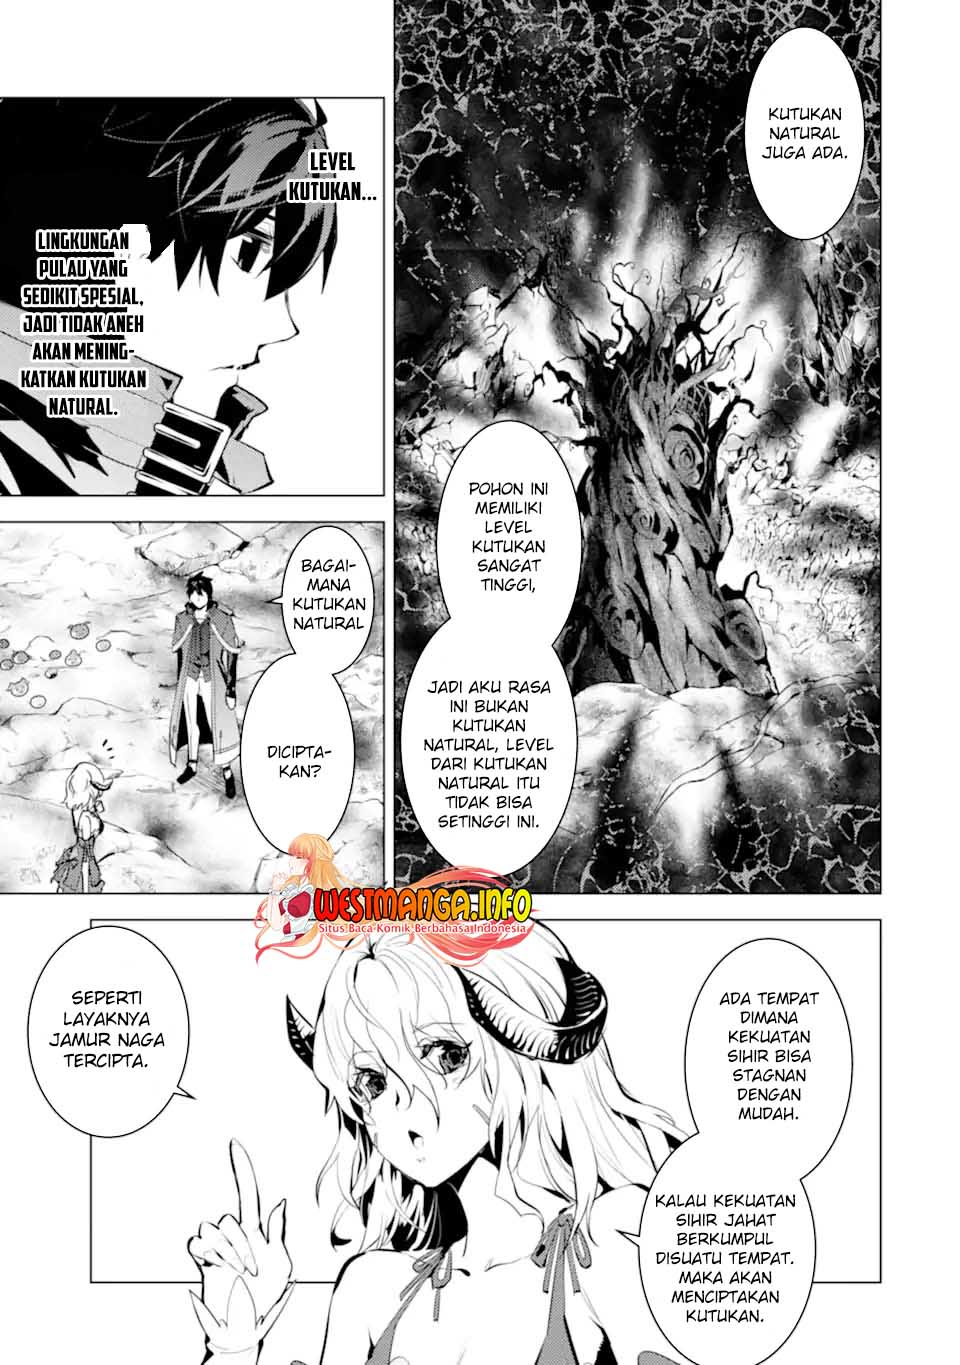 KUTUKAN
NATURAL
JUGA ADA.
POHON INI
MEMILIKI
LEVEL
KUTUKAN
SANGAT
TINGGI,
JADI AKU RASA
INI BUKAN
KUTUKAN
NATURAL, LEVEL
DARI KUTUKAN
NATURAL ITU
TIDAK BISA
SETINGGI INI.
LEVEL
KUTUKAN...
LINGKUNGAN
PULAU YANG
SEDIKIT SPESIAL,
JADI TIDAK ANEH
AKAN MENING-
KATKAN KUTUKAN
NATURAL.
BAGAI-
MANA
KUTUKAN
NATURAL
DICIPTA-
KAN?
WESTMANGA.INFO
Situs Baca Komik Berbahasa Indonesia
ADA TEMPAT
DIMANA
KEKUATAN
SIHIR BISA
STAGNAN
DENGAN
MUDAH.
KALAU KEKUATAN
SIHIR JAHAT
BERKUMPUL
DISUATU TEMPAT.
MAKA AKAN
MENCIPTAKAN
KUTUKAN.
SEPERTI
LAYAKNYA
JAMUR NAGA
TERCIPTA.